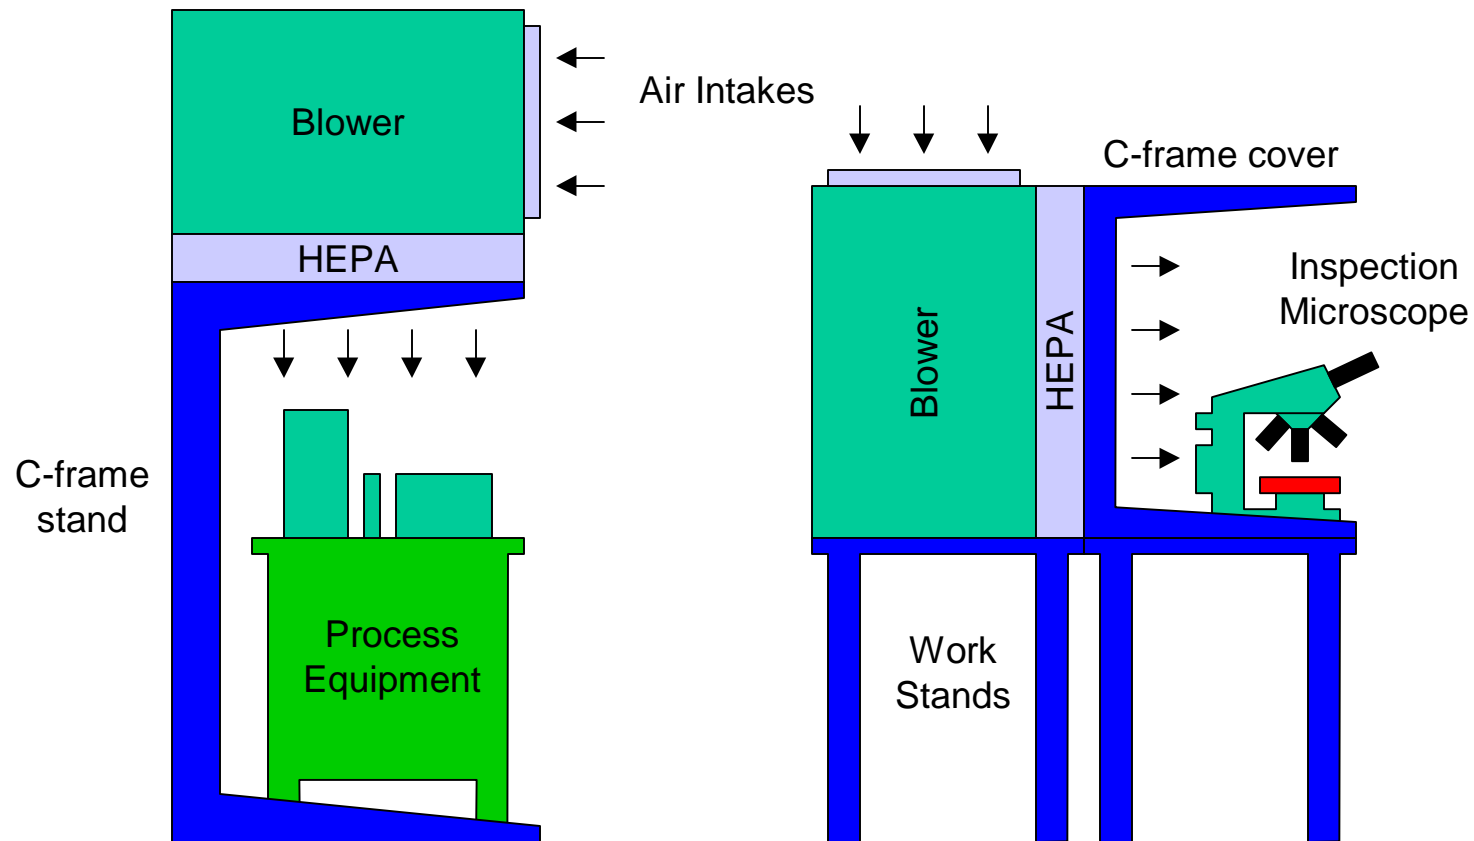 Blower
HEPA
C-frame
stand
Process
Equipment
Air Intakes
C-frame cover
Blower
HEPA
Inspection
Microscope
Work
Stands